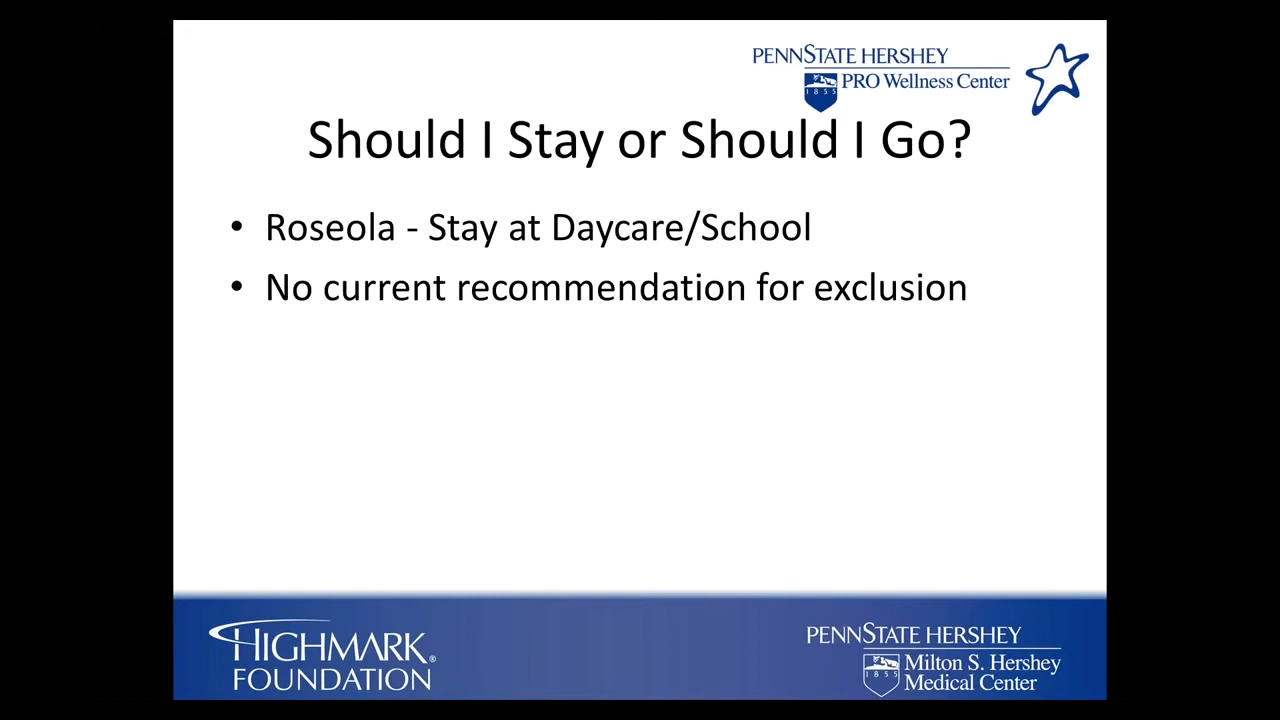 PENNSTATE HERSHEY
1855
PRO Wellness Center
Should I Stay or Should I Go?
• Roseola - Stay at Daycare/School
• No current recommendation for exclusion
HIGHMARK®
FOUNDATION
PENNSTATE HERSHEY
1855
Milton S. Hershey
Medical Center